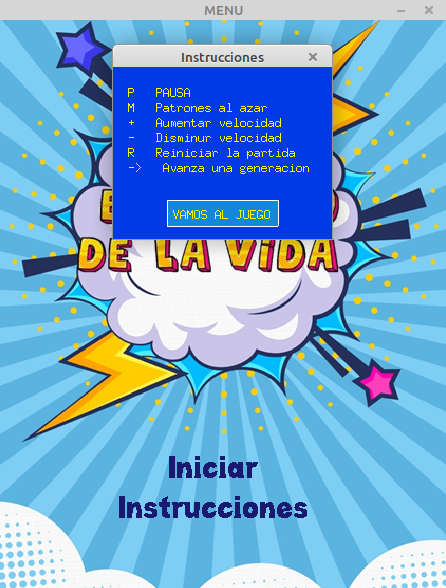 MENU
Instrucciones
P PAUSA
M Patrones al azar
+ Aumentar velocidad
- Disminur velocidad
R Reiniciar la partida
-> Avanza una generacion
VAMOS AL JUEGO
E
O
DE LA VIDA
Iniciar
Instrucciones